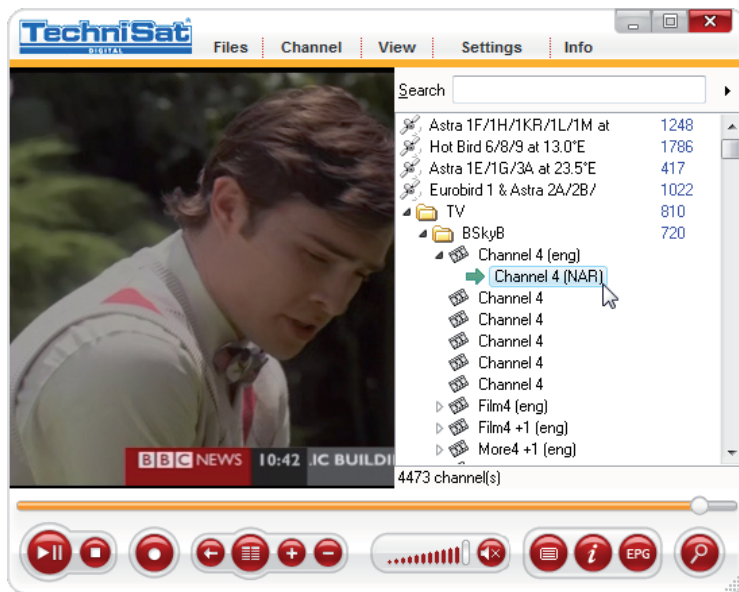 TechniSat
DIGITAL
Files Channel View Settings Info
Search
Astra 1F/1H/1KR/1L/1M at 1248
Hot Bird 6/8/9 at 13.0°E 1786
Astra 1E/1G/3A at 23.5°E 417
Eurobird 1 & Astra 2A/2B/ 1022
TV 810
BSkyB 720
Channel 4 (eng)
Channel 4 (NAR)
Channel 4
Channel 4
Channel 4
Channel 4
Channel 4
Film4 (eng)
Film4 +1 (eng)
More4 +1 (eng)
BBC NEWS 10:42 .IC BUILDI
4473 channel(s)
i EPG